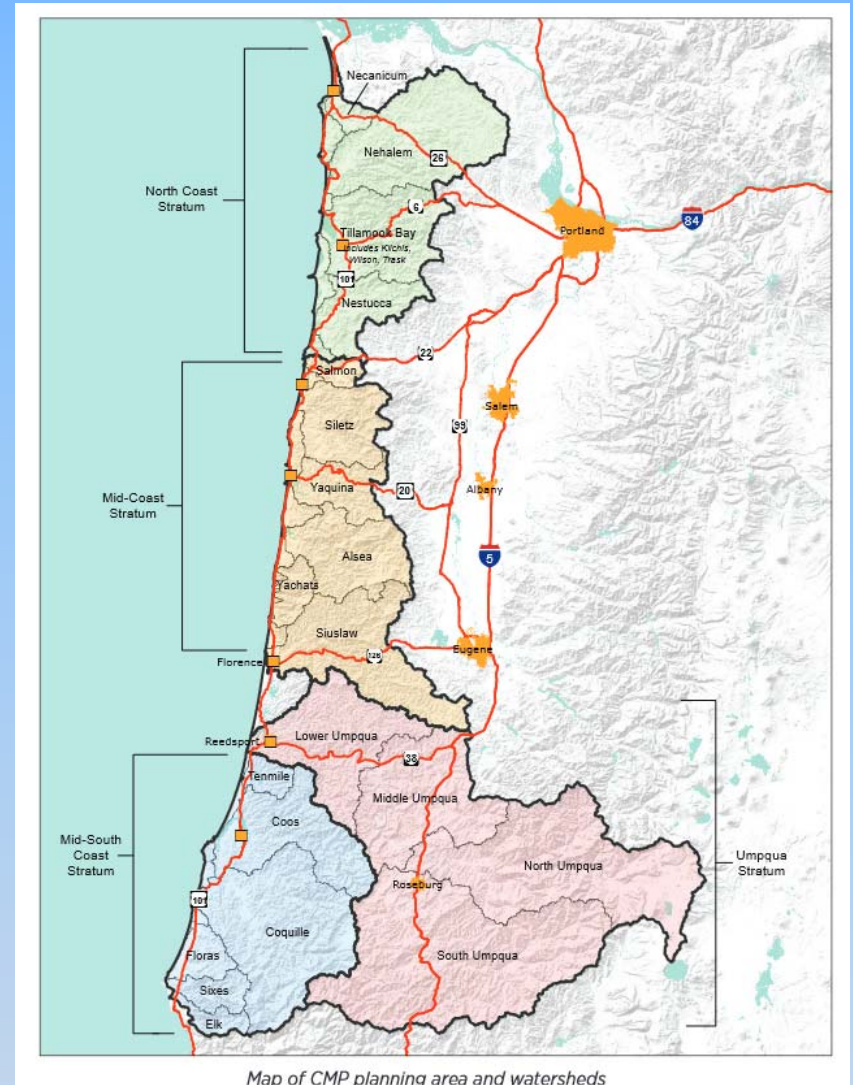 Necanicum
Nehalem
26
North Coast
Stratum
6
84
Portland
Tillamook Bay
includes Kilchis,
Wilson, Trask
101
Nestucca
22
Salmon
Salem
Siletz
99
Mid-Coast
Stratum
Yaquina
20
Albany
Alsea
5
Yachats
Siuslaw
126
Eugene
Florence
Lower Umpqua
Reedsport
38
Tenmile
Middle Umpqua
Coos
Mid-South
Coast
Stratum
North Umpqua
Umpqua
Stratum
Roseburg
101
Coquille
Floras
South Umpqua
Sixes
Elk
Map of CMP planning area and watersheds